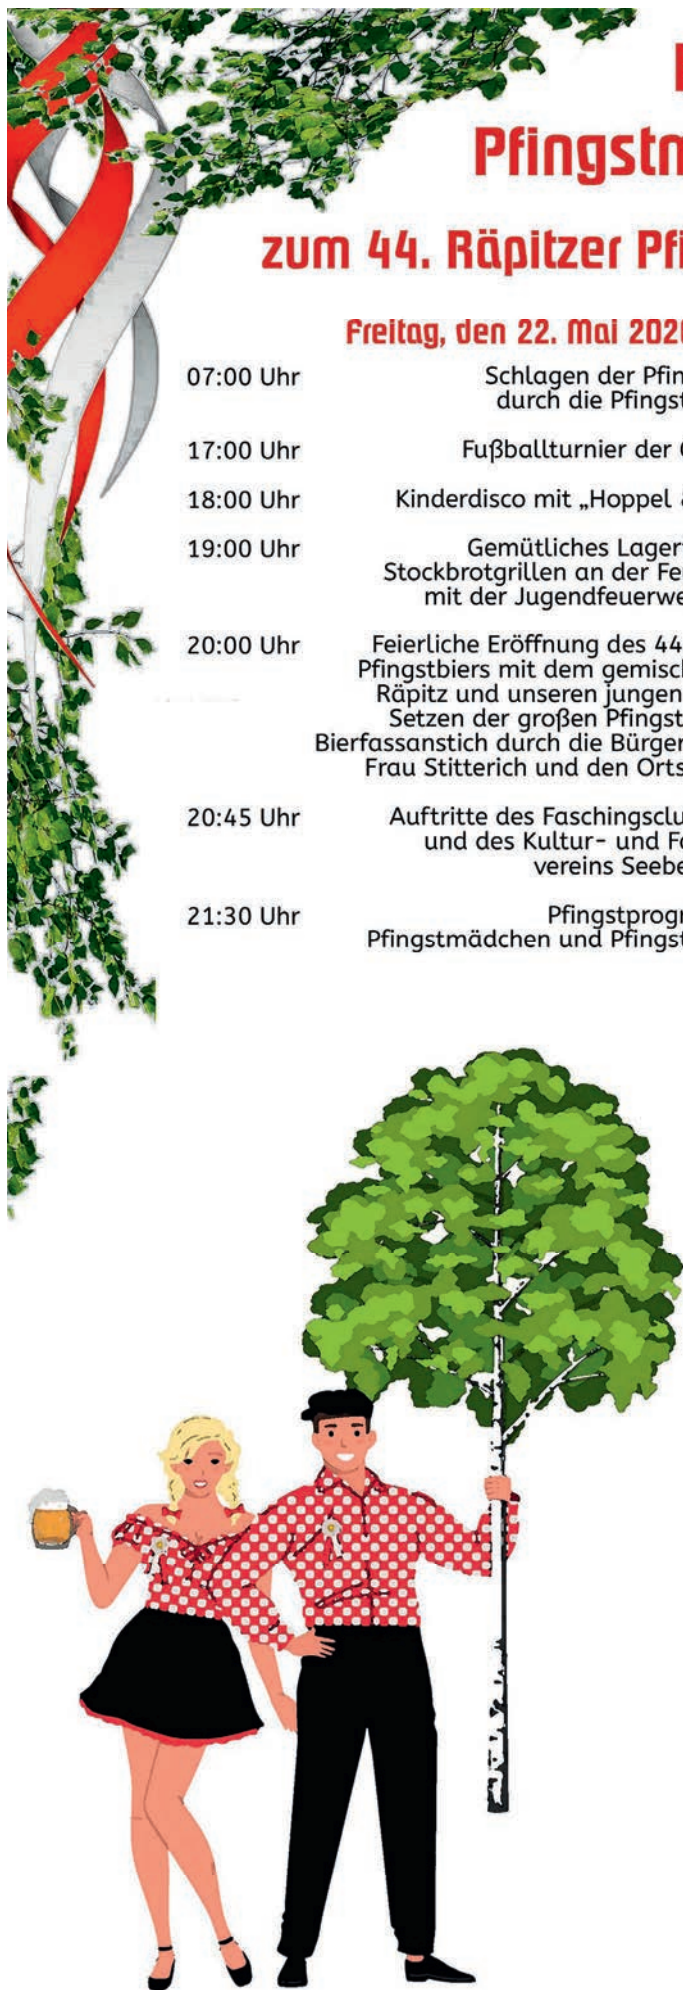 Pfingstm
zum 44. Räpitzer Pfi
Freitag, den 22. Mai 202
07:00 Uhr Schlagen der Pfin
durch die Pfingst
17:00 Uhr Fußballturnier der
18:00 Uhr Kinderdisco mit „Hoppel &
19:00 Uhr Gemütliches Lager
Stockbrotgrillen an der Fe
mit der Jugendfeuerwe
20:00 Uhr Feierliche Eröffnung des 44
Pfingstbiers mit dem gemisch
Räpitz und unseren jungen
Setzen der großen Pfingst
Bierfassanstich durch die Bürger
Frau Stitterich und den Orts
20:45 Uhr Auftritte des Faschingsclu
und des Kultur- und Fa
vereins Seebe
21:30 Uhr Pfingstprogr
Pfingstmädchen und Pfingst